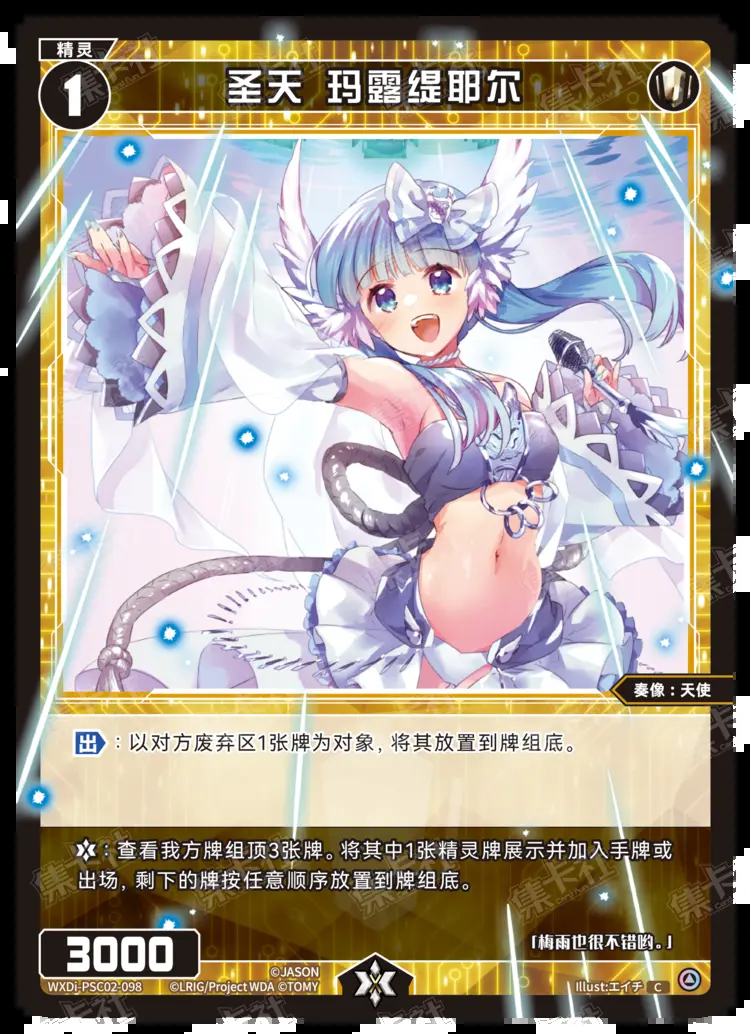 精灵
1
圣天 玛露缇耶尔
奏像：天使
出：以对方废弃区1张牌为对象，将其放置到牌组底。
：查看我方牌组顶3张牌。将其中1张精灵牌展示并加入手牌或
出场，剩下的牌按任意顺序放置到牌组底。
「梅雨也很不错哟。」
3000
©JASON
WXDi-PSC02-098 ©LRIG/Project WDA ©TOMY Illust:エイチ C
集卡社